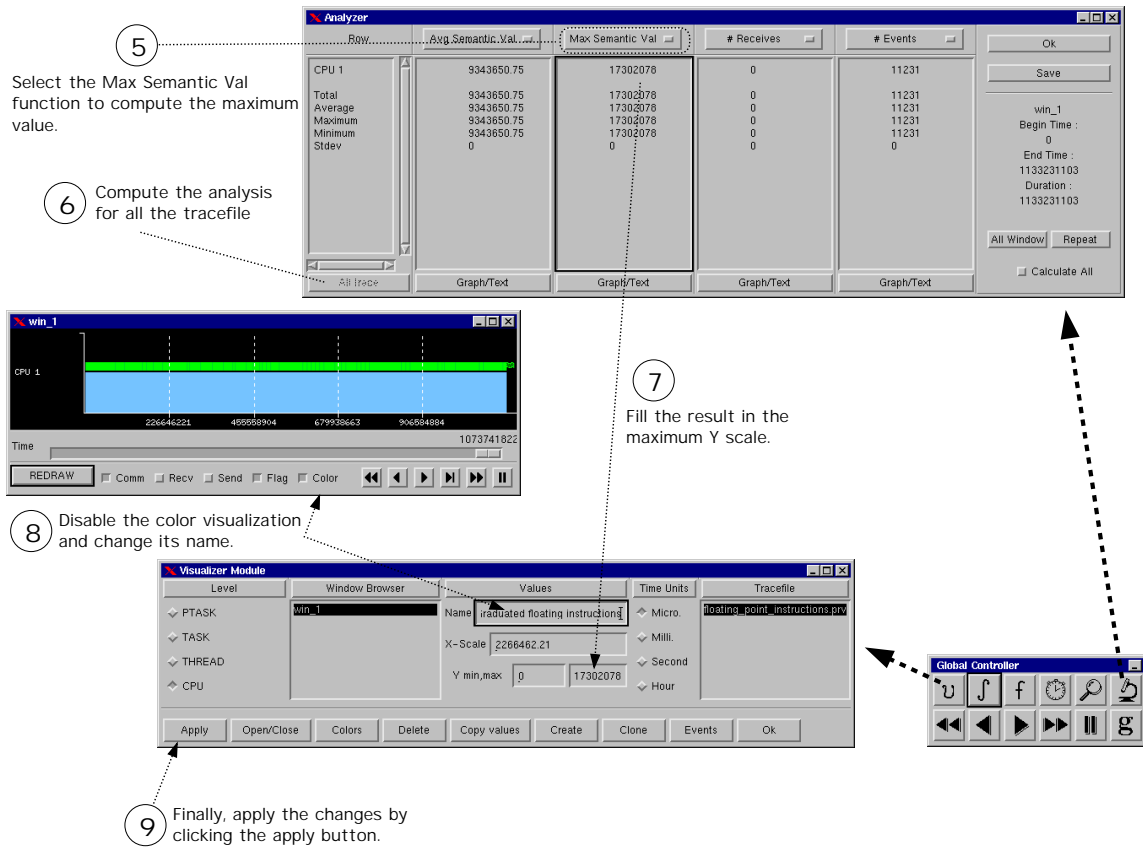 Analyzer
5
Select the Max Semantic Val
function to compute the maximum
value.
6
Compute the analysis
for all the tracefile
Row
Avg Semantic Val
Max Semantic Val
# Receives
# Events
CPU 1 9343650.75 17302078 0 11231
Total 9343650.75 17302078 0 11231
Average 9343650.75 17302078 0 11231
Maximum 9343650.75 17302078 0 11231
Minimum 9343650.75 17302078 0 11231
Stdev 0 0 0 0
All trace
Graph/Text
Graph/Text
Graph/Text
Graph/Text
Ok
Save
win_1
Begin Time :
0
End Time :
1133231103
Duration :
1133231103
All Window
Repeat
Calculate All
win_1
CPU 1
226646221 455558904 679938663 906584884
Time
1073741822
REDRAW
Comm
Recv
Send
Flag
Color
7
Fill the result in the
maximum Y scale.
8
Disable the color visualization
and change its name.
Visualizer Module
Level
Window Browser
Values
Time Units
Tracefile
PTASK
TASK
THREAD
CPU
win_1
Name
raduated floating instructions
X-Scale 2266462.21
Y min,max 0 17302078
Micro.
Milli.
Second
Hour
floating_point_instructions.prv
Apply
Open/Close
Colors
Delete
Copy values
Create
Clone
Events
Ok
Global Controller
f
g
9
Finally, apply the changes by
clicking the apply button.